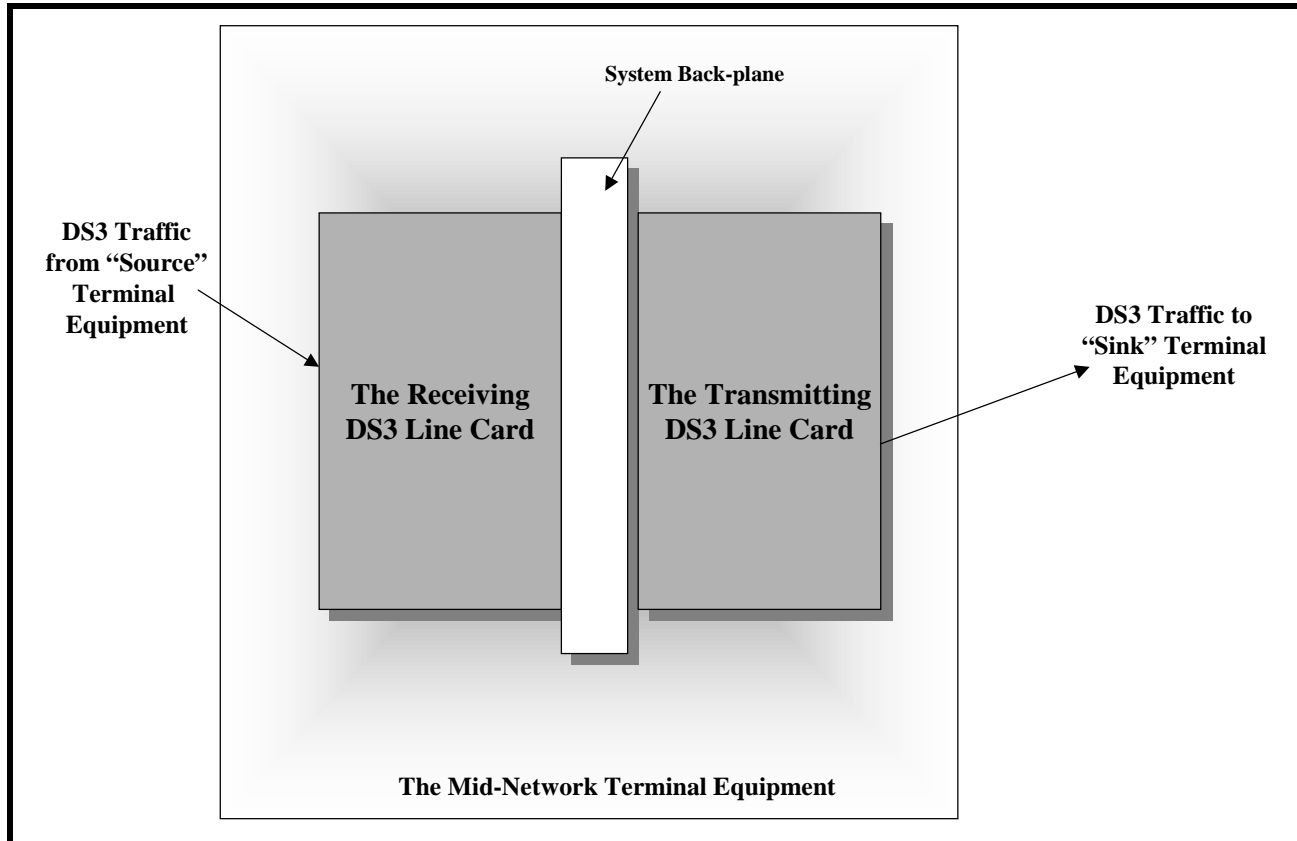 System Back-plane
DS3 Traffic
from “Source”
Terminal
Equipment
The Receiving
DS3 Line Card
The Transmitting
DS3 Line Card
DS3 Traffic to
“Sink” Terminal
Equipment
The Mid-Network Terminal Equipment